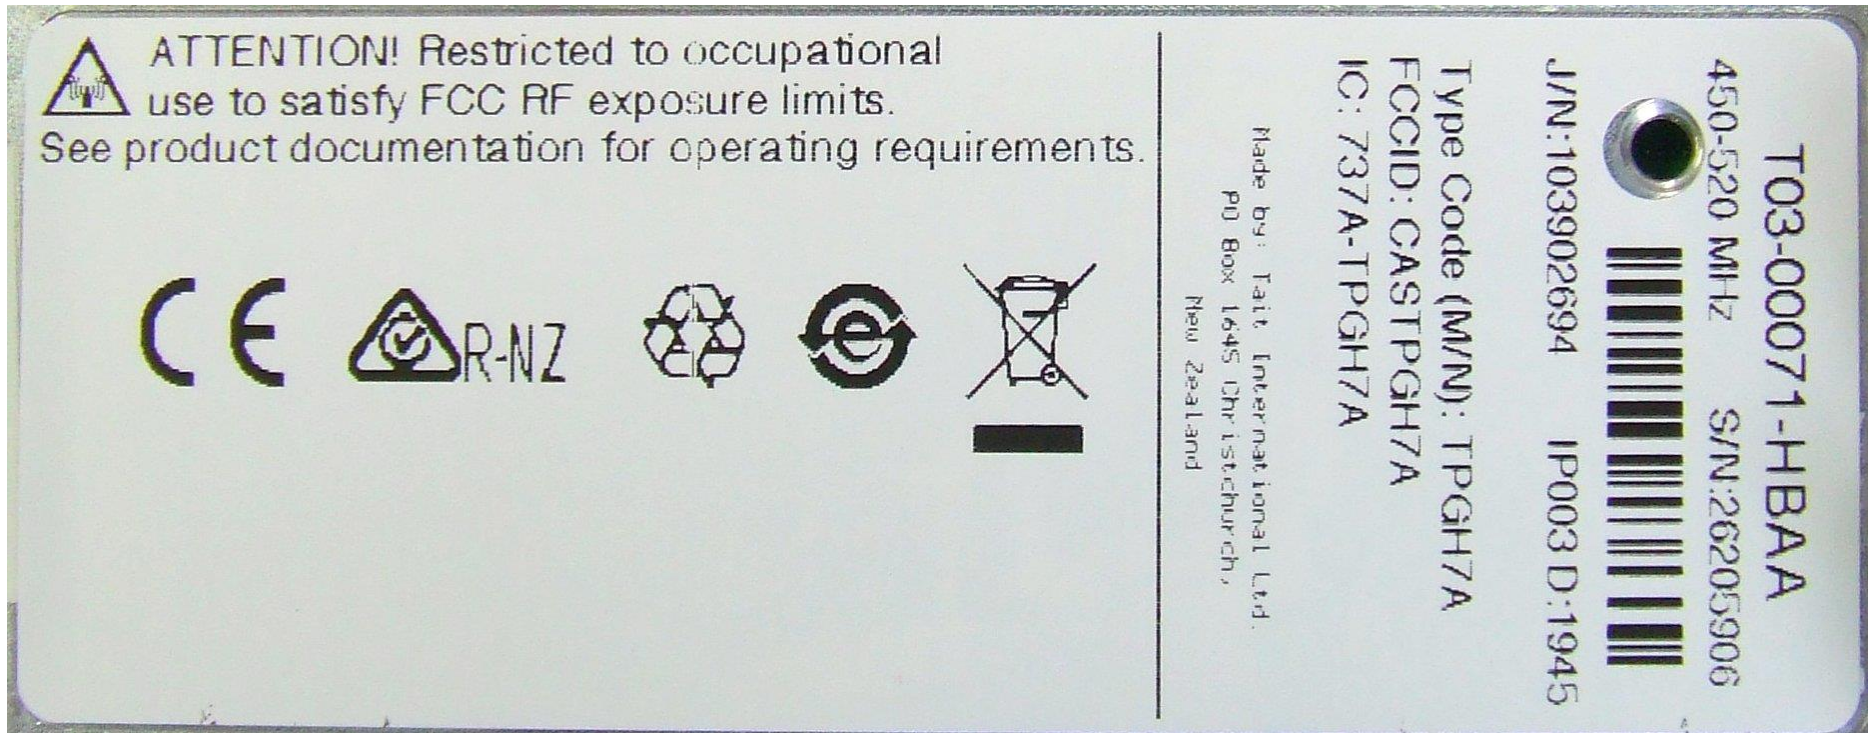 ATTENTION! Restricted to occupational
use to satisfy FCC RF exposure limits.
See product documentation for operating requirements.
CE
R-NZ
e
T03-00071-HBAA
450-520 MHz S/N:26205906
J/N:103902694 IP003 D:1945
Type Code (M/N): TPGH7A
FCCID: CASTPGH7A
IC: 737A-TPGH7A
Made by: Tait International Ltd.
PO Box 1645 Christchurch,
New Zealand